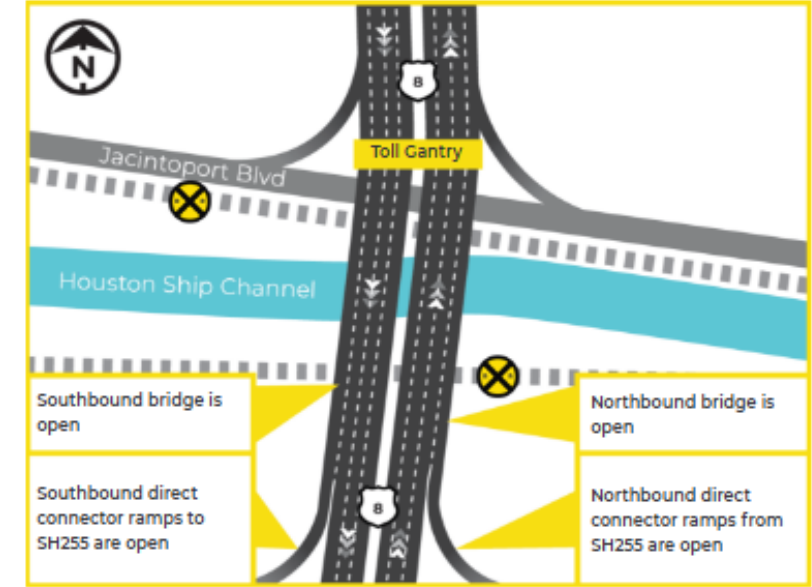 N
8
Toll Gantry
Jacintoport Blvd
Houston Ship Channel
Southbound bridge is
open
Northbound bridge is
open
Southbound direct
connector ramps to
SH255 are open
8
Northbound direct
connector ramps from
SH255 are open